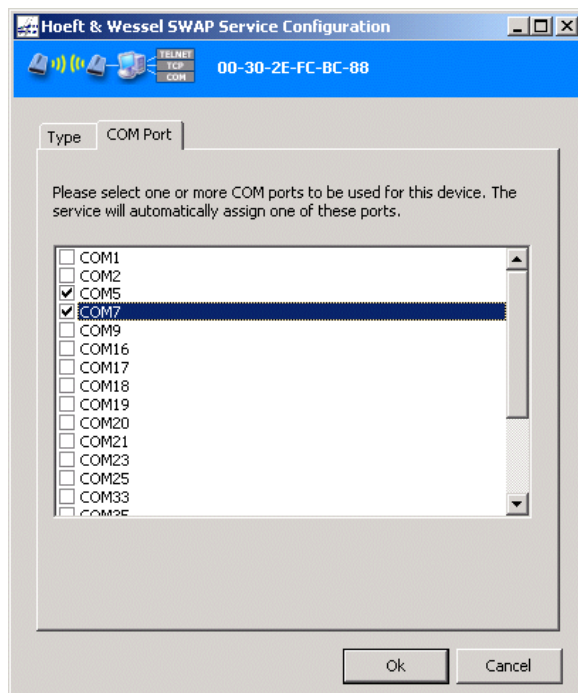 Hoeft & Wessel SWAP Service Configuration
TELNET
TCP
COM
00-30-2E-FC-BC-88
Type
COM Port
Please select one or more COM ports to be used for this device. The
service will automatically assign one of these ports.
COM1
COM2
COM5
COM7
COM9
COM16
COM17
COM18
COM19
COM20
COM21
COM23
COM25
COM33
COM35
Ok
Cancel